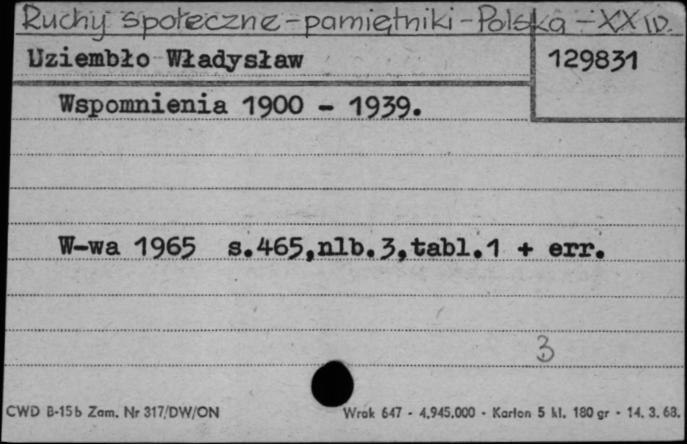 Ruchy społeczne - pamiętniki - Polska - XX w.
Uziembło Władysław
129831
Wspomnienia 1900 - 1939.
W-wa 1965 s.465,nlb.3,tabl.1 + err.
3
CWD B-15b Zam. Nr 317/DW/ON
Wrak 647 - 4.945.000 - Karton 5 kl. 180 gr - 14. 3. 68.